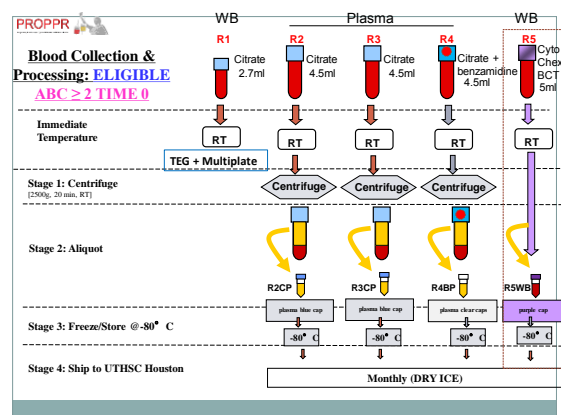 PROPPR
WB
Plasma
WB
R1
R2
R3
R4
R5
Blood Collection &
Processing: ELIGIBLE
ABC ≥ 2 TIME 0
Citrate
2.7ml
Citrate
4.5ml
Citrate
4.5ml
Citrate +
benzamidine
4.5ml
Cyto
Chex
BCT
5ml
Immediate
Temperature
RT
RT
RT
RT
RT
TEG + Multiplate
Stage 1: Centrifuge
[2500g, 20 min, RT]
Centrifuge
Centrifuge
Centrifuge
Stage 2: Aliquot
R2CP
R3CP
R4BP
R5WB
plasma blue cap
plasma blue cap
plasma clear caps
purple cap
Stage 3: Freeze/Store @-80° C
-80° C
-80° C
-80° C
-80° C
Stage 4: Ship to UTHSC Houston
Monthly (DRY ICE)